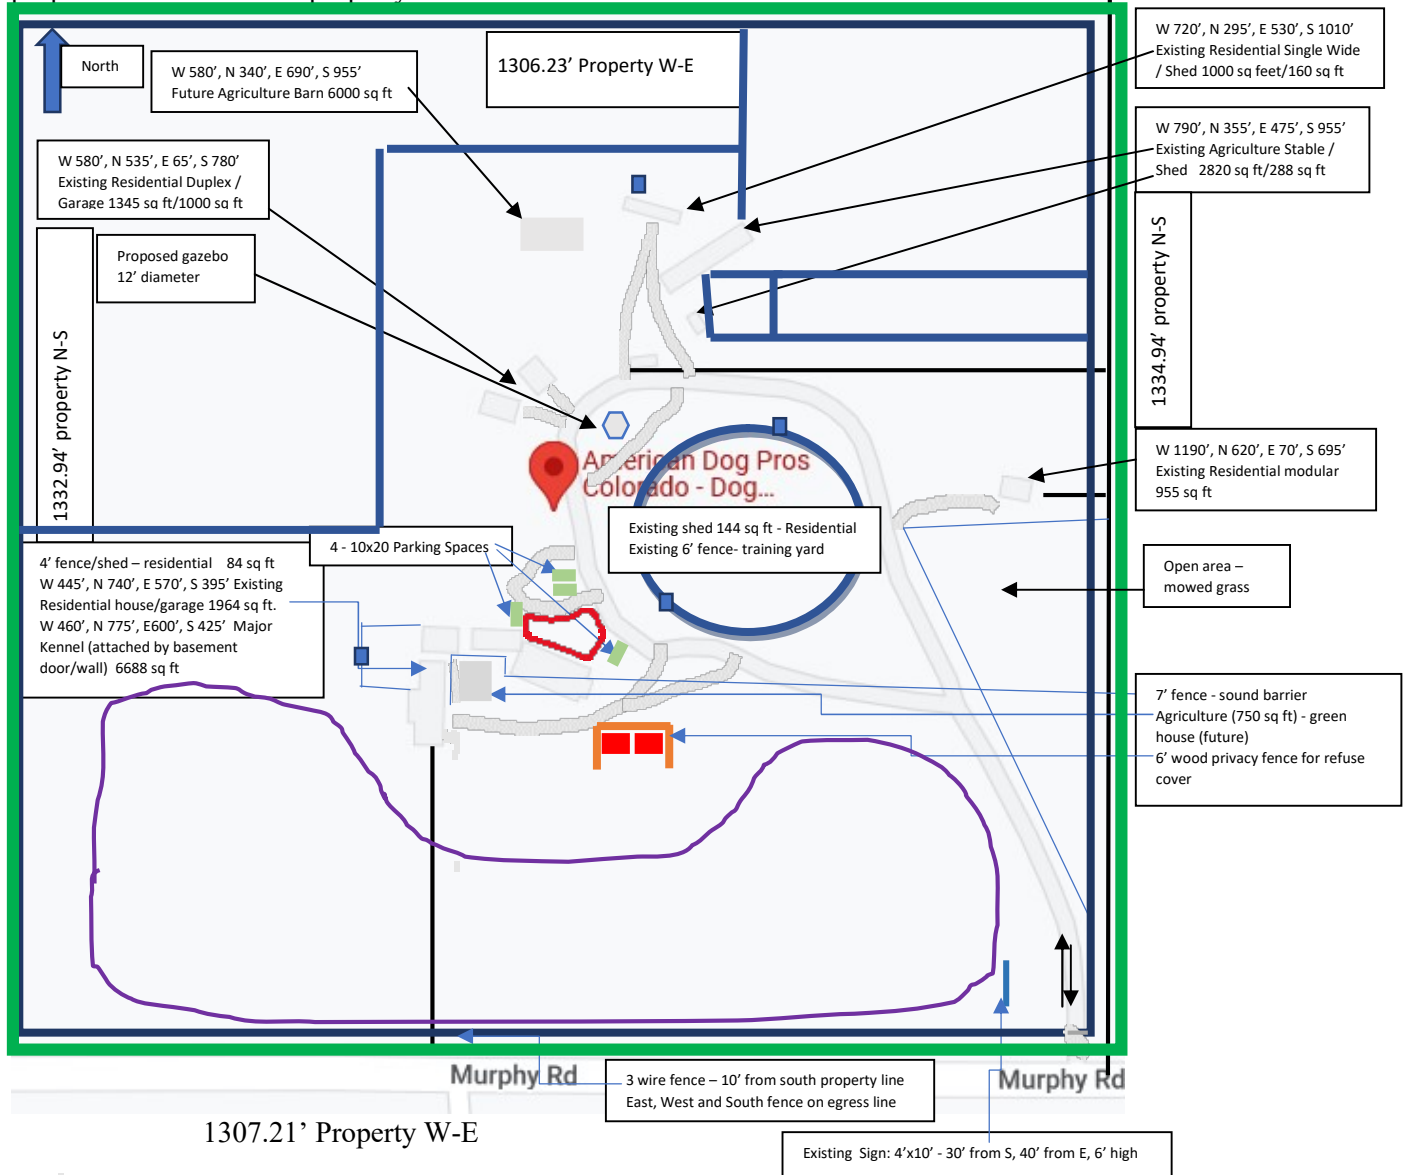 North
W 580’, N 340’, E 690’, S 955’
Future Agriculture Barn 6000 sq ft
1306.23’ Property W-E
W 720’, N 295’, E 530’, S 1010’
Existing Residential Single Wide
/ Shed 1000 sq feet/160 sq ft
W 790’, N 355’, E 475’, S 955’
Existing Agriculture Stable /
Shed 2820 sq ft/288 sq ft
W 580’, N 535’, E 65’, S 780’
Existing Residential Duplex /
Garage 1345 sq ft/1000 sq ft
Proposed gazebo
12’ diameter
1332.94’ property N-S
1334.94’ property N-S
W 1190’, N 620’, E 70’, S 695’
Existing Residential modular
955 sq ft
American Dog Pros
Colorado - Dog...
Existing shed 144 sq ft - Residential
Existing 6’ fence- training yard
4 - 10x20 Parking Spaces
4’ fence/shed – residential 84 sq ft
W 445’, N 740’, E 570’, S 395’ Existing
Residential house/garage 1964 sq ft.
W 460’, N 775’, E600’, S 425’ Major
Kennel (attached by basement
door/wall) 6688 sq ft
Open area –
mowed grass
7’ fence - sound barrier
Agriculture (750 sq ft) - green
house (future)
6’ wood privacy fence for refuse
cover
Murphy Rd
Murphy Rd
3 wire fence – 10’ from south property line
East, West and South fence on egress line
1307.21’ Property W-E
Existing Sign: 4’x10’ - 30’ from S, 40’ from E, 6’ high